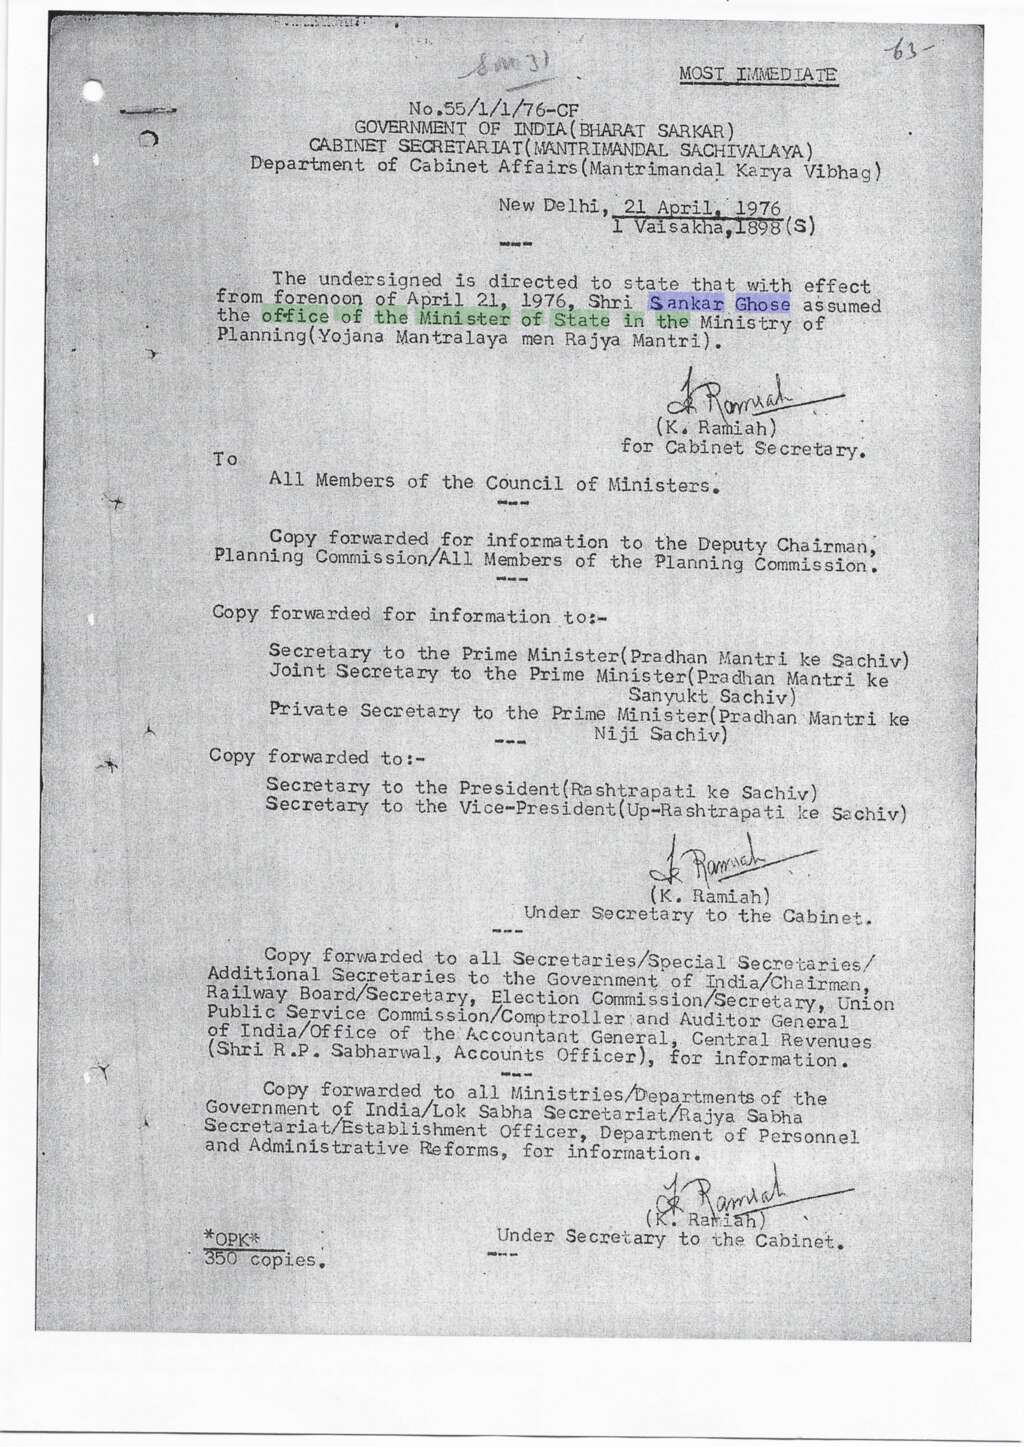 -63-
MOST IMMEDIATE
No.55/1/1/76-CF
GOVERNMENT OF INDIA(BHARAT SARKAR)
CABINET SECRETARIAT(MANTRIMANDAL SACHIVALAYA)
Department of Cabinet Affairs(Mantrimandal Karya Vibhag)
New Delhi, 21 April, 1976
1 Vaisakha,1898(S)
---
The undersigned is directed to state that with effect
from forenoon of April 21, 1976, Shri Sankar Ghose assumed
the office of the Minister of State in the Ministry of
Planning(Yojana Mantralaya men Rajya Mantri).
K Ramiah
(K. Ramiah)
for Cabinet Secretary.
To
All Members of the Council of Ministers.
---
Copy forwarded for information to the Deputy Chairman,
Planning Commission/All Members of the Planning Commission.
---
Copy forwarded for information to:-
Secretary to the Prime Minister(Pradhan Mantri ke Sachiv)
Joint Secretary to the Prime Minister(Pradhan Mantri ke
Sanyukt Sachiv)
Private Secretary to the Prime Minister(Pradhan Mantri ke
--- Niji Sachiv)
Copy forwarded to:-
Secretary to the President(Rashtrapati ke Sachiv)
Secretary to the Vice-President(Up-Rashtrapati ke Sachiv)
K Ramiah
(K. Ramiah)
Under Secretary to the Cabinet.
---
Copy forwarded to all Secretaries/Special Secretaries/
Additional Secretaries to the Government of India/Chairman,
Railway Board/Secretary, Election Commission/Secretary, Union
Public Service Commission/Comptroller and Auditor General
of India/Office of the Accountant General, Central Revenues
(Shri R.P. Sabharwal, Accounts Officer), for information.
---
Copy forwarded to all Ministries/Departments of the
Government of India/Lok Sabha Secretariat/Rajya Sabha
Secretariat/Establishment Officer, Department of Personnel
and Administrative Reforms, for information.
K Ramiah
(K. Ramiah)
Under Secretary to the Cabinet.
---
*OPK*
350 copies.